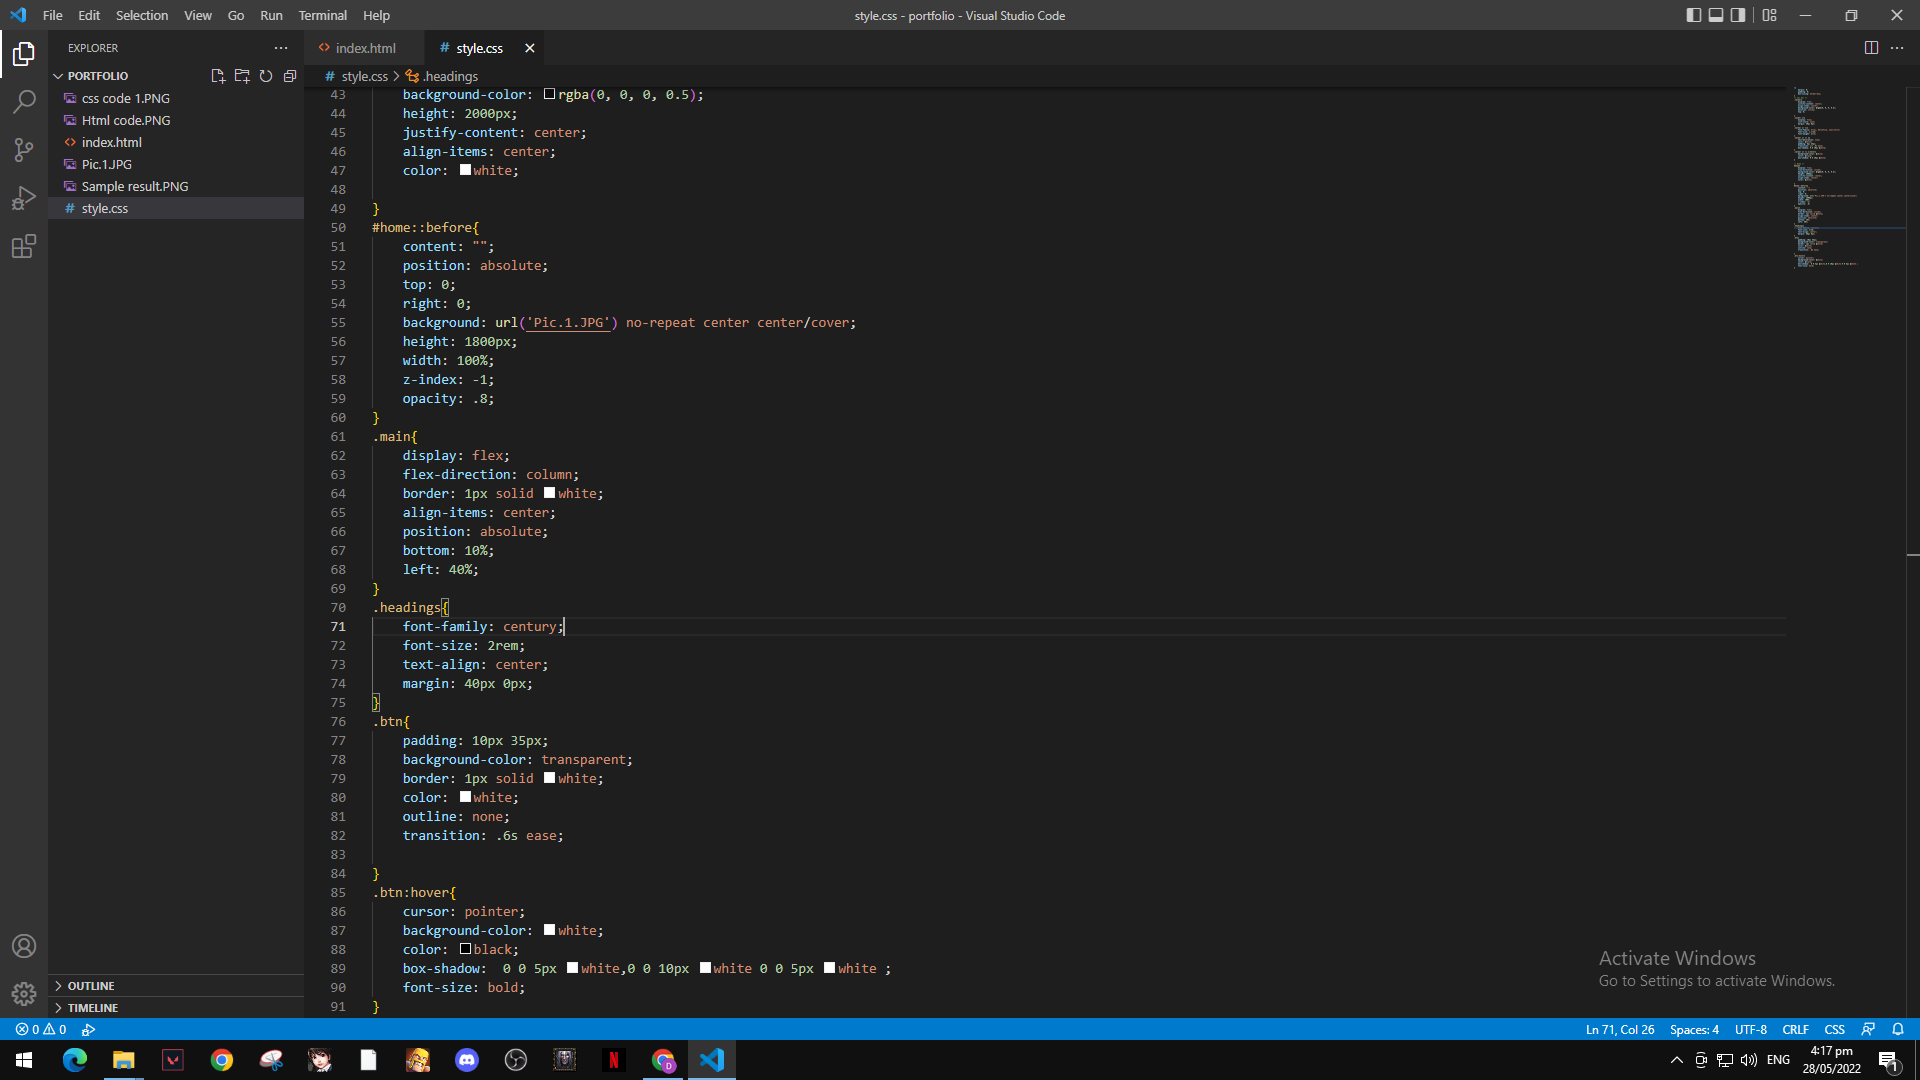 File Edit Selection View Go Run Terminal Help
style.css - portfolio - Visual Studio Code
EXPLORER
index.html
# style.css
PORTFOLIO
# style.css > .headings
css code 1.PNG
Html code.PNG
<> index.html
Pic.1.JPG
Sample result.PNG
# style.css
43 background-color: rgba(0, 0, 0, 0.5);
44 height: 2000px;
45 justify-content: center;
46 align-items: center;
47 color: white;
48
49 }
50 #home::before{
51 content: "";
52 position: absolute;
53 top: 0;
54 right: 0;
55 background: url('Pic.1.JPG') no-repeat center center/cover;
56 height: 1800px;
57 width: 100%;
58 z-index: -1;
59 opacity: .8;
60 }
61 .main{
62 display: flex;
63 flex-direction: column;
64 border: 1px solid white;
65 align-items: center;
66 position: absolute;
67 bottom: 10%;
68 left: 40%;
69 }
70 .headings{
71 font-family: century;
72 font-size: 2rem;
73 text-align: center;
74 margin: 40px 0px;
75 }
76 .btn{
77 padding: 10px 35px;
78 background-color: transparent;
79 border: 1px solid white;
80 color: white;
81 outline: none;
82 transition: .6s ease;
83
84 }
85 .btn:hover{
86 cursor: pointer;
87 background-color: white;
88 color: black;
89 box-shadow: 0 0 5px white,0 0 10px white 0 0 5px white ;
90 font-size: bold;
91 }
OUTLINE
TIMELINE
Activate Windows
Go to Settings to activate Windows.
0 0
Ln 71, Col 26 Spaces: 4 UTF-8 CRLF CSS
ENG
4:17 pm
28/05/2022
1